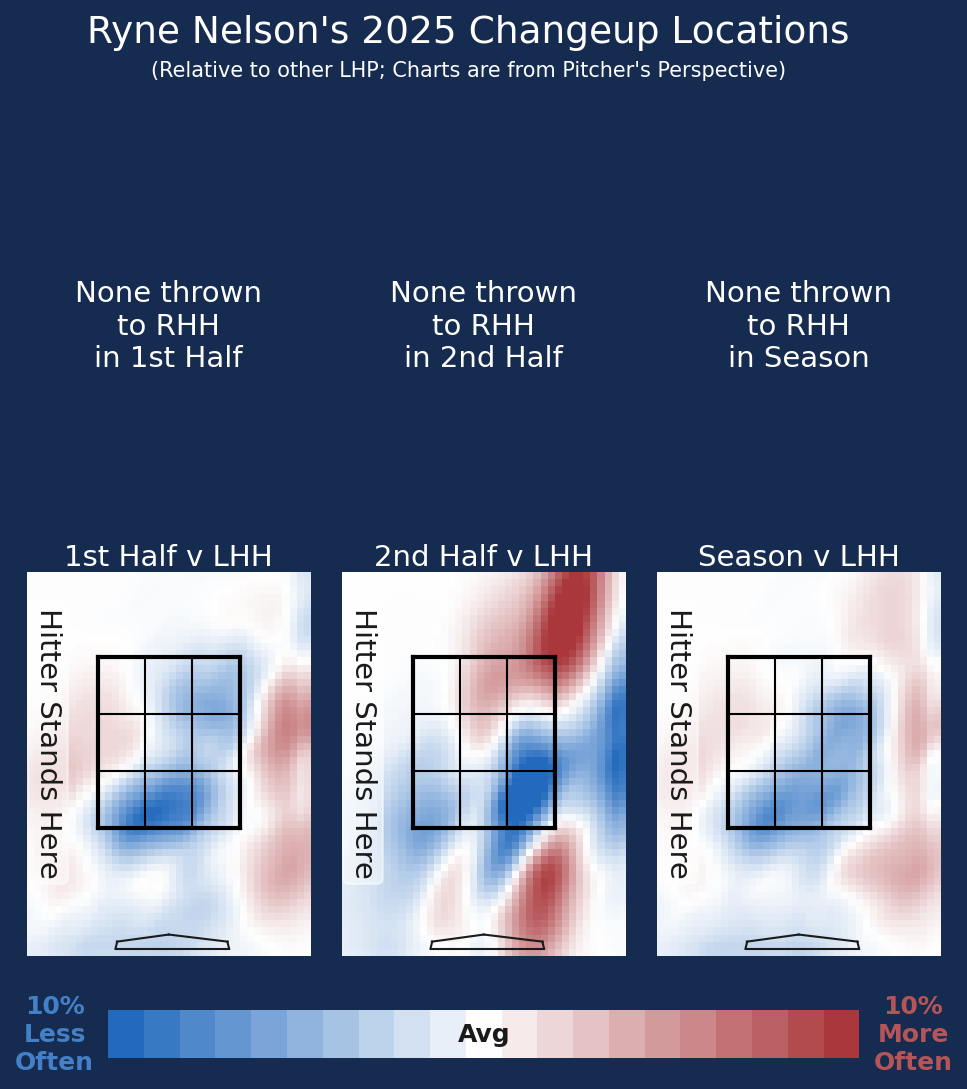 Ryne Nelson's 2025 Changeup Locations
(Relative to other LHP; Charts are from Pitcher's Perspective)
None thrown
to RHH
in 1st Half
None thrown
to RHH
in 2nd Half
None thrown
to RHH
in Season
1st Half v LHH
2nd Half v LHH
Season v LHH
Hitter Stands Here
Hitter Stands Here
Hitter Stands Here
10%
Less
Often
Avg
10%
More
Often